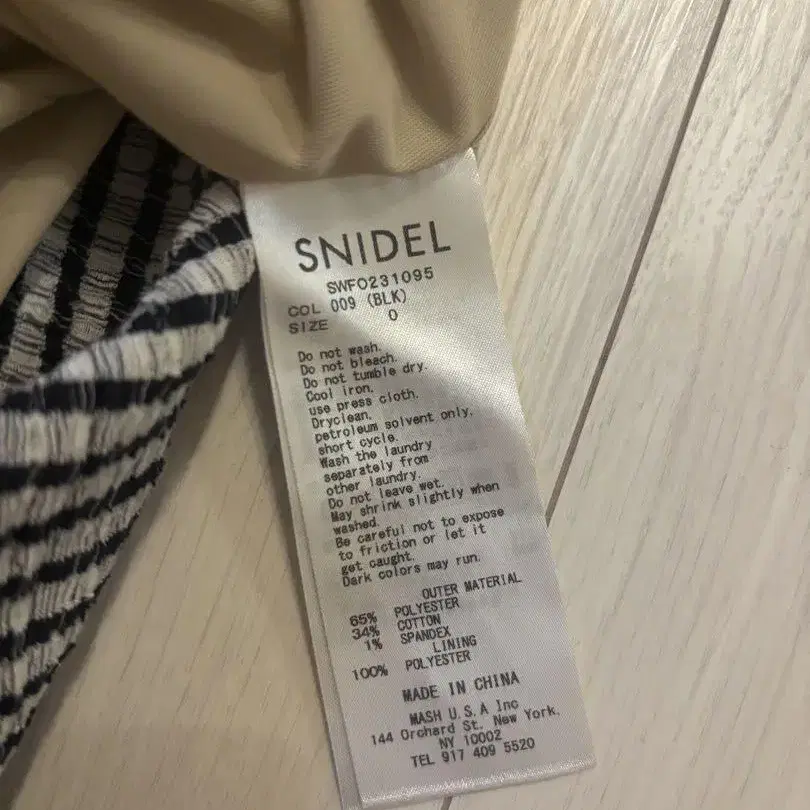 SNIDEL
SWFO231095
COL 009 (BLK)
SIZE 0
Do not wash.
Do not bleach.
Do not tumble dry.
Cool iron.
use press cloth.
Dryclean.
petroleum solvent only.
short cycle.
Wash the laundry
separately from
other laundry.
Do not leave wet.
May shrink slightly when
washed.
Be careful not to expose
to friction or let it
get caught.
Dark colors may run.
OUTER MATERIAL
65% POLYESTER
34% COTTON
1% SPANDEX
LINING
100% POLYESTER
MADE IN CHINA
MASH U.S.A Inc
144 Orchard St. New York.
NY 10002
TEL 917 409 5520